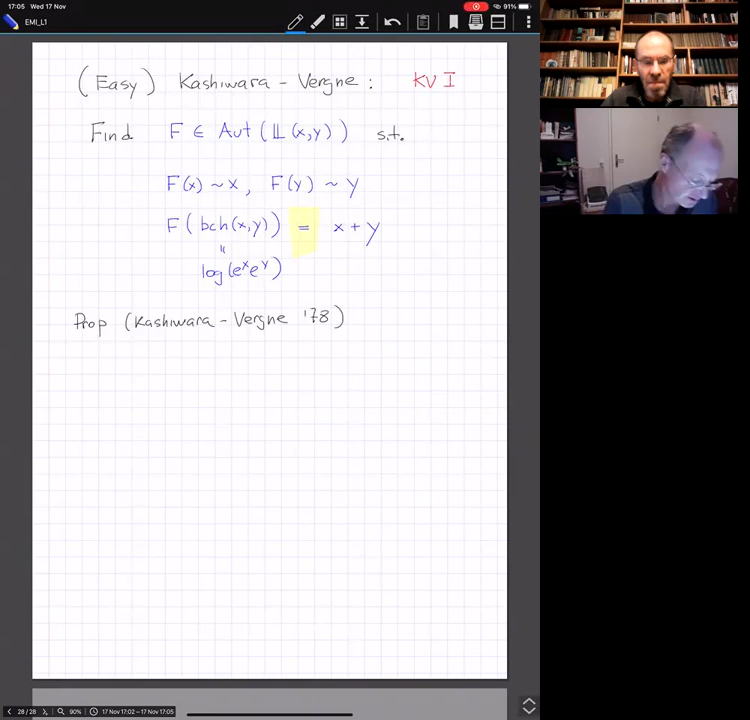 17:05 Wed 17 Nov
91%
EMI_L1
(Easy) Kashiwara - Vergne : KV I
Find F ∈ Aut (𝕃(x,y)) s.t.
F(x) ~ x, F(y) ~ y
F( bch(x,y) ) = x + y
=
log(e^x e^y)
Prop (Kashiwara - Vergne '78)
28 / 28
90%
17 Nov 17:02 – 17 Nov 17:05